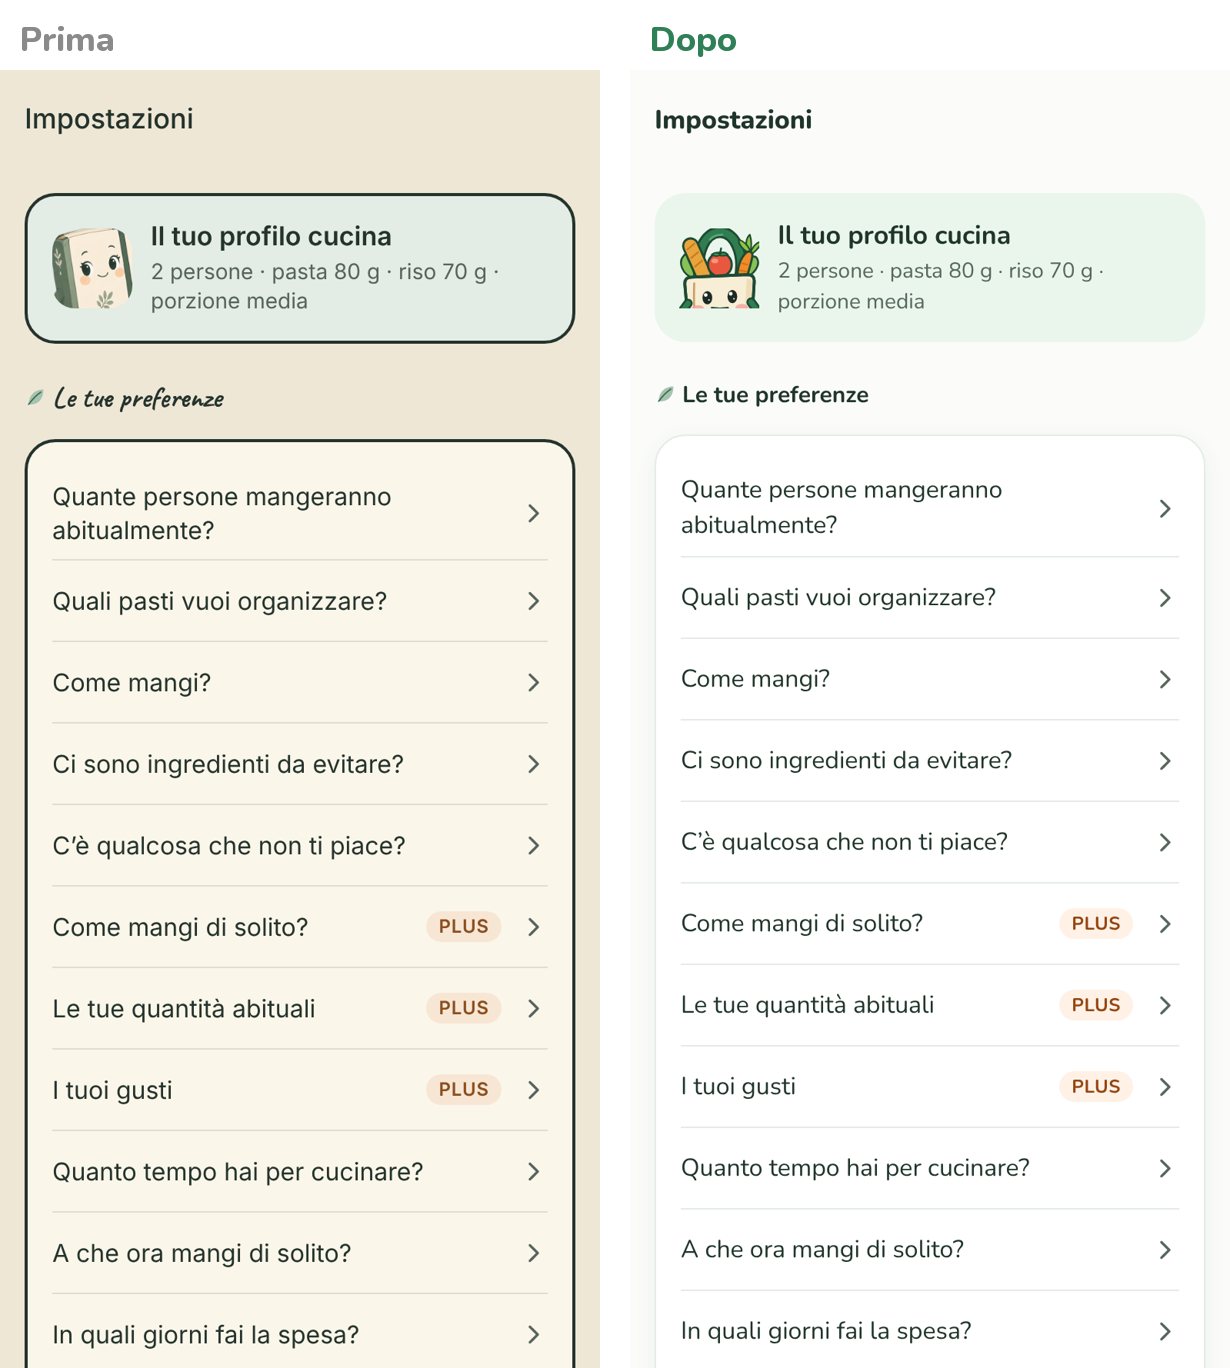 Prima
Impostazioni
Il tuo profilo cucina
2 persone · pasta 80 g · riso 70 g ·
porzione media
Le tue preferenze
Quante persone mangeranno
abitualmente?
Quali pasti vuoi organizzare?
Come mangi?
Ci sono ingredienti da evitare?
C'è qualcosa che non ti piace?
Come mangi di solito? PLUS
Le tue quantità abituali PLUS
I tuoi gusti PLUS
Quanto tempo hai per cucinare?
A che ora mangi di solito?
In quali giorni fai la spesa?
Dopo
Impostazioni
Il tuo profilo cucina
2 persone · pasta 80 g · riso 70 g ·
porzione media
Le tue preferenze
Quante persone mangeranno
abitualmente?
Quali pasti vuoi organizzare?
Come mangi?
Ci sono ingredienti da evitare?
C'è qualcosa che non ti piace?
Come mangi di solito? PLUS
Le tue quantità abituali PLUS
I tuoi gusti PLUS
Quanto tempo hai per cucinare?
A che ora mangi di solito?
In quali giorni fai la spesa?